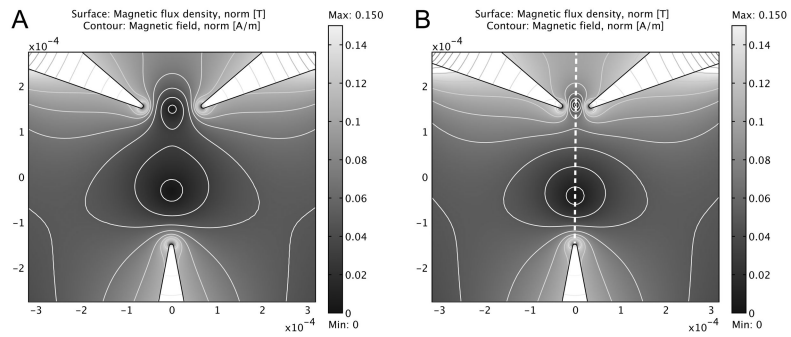 A
Surface: Magnetic flux density, norm [T]
Contour: Magnetic field, norm [A/m]
Max: 0.150
x10⁻⁴
2
1
0
−1
−2
−3 −2 −1 0 1 2 3
x10⁻⁴
0.14
0.12
0.1
0.08
0.06
0.04
0.02
0
Min: 0
B
Surface: Magnetic flux density, norm [T]
Contour: Magnetic field, norm [A/m]
Max: 0.150
x10⁻⁴
2
1
0
−1
−2
−3 −2 −1 0 1 2 3
x10⁻⁴
0.14
0.12
0.1
0.08
0.06
0.04
0.02
0
Min: 0